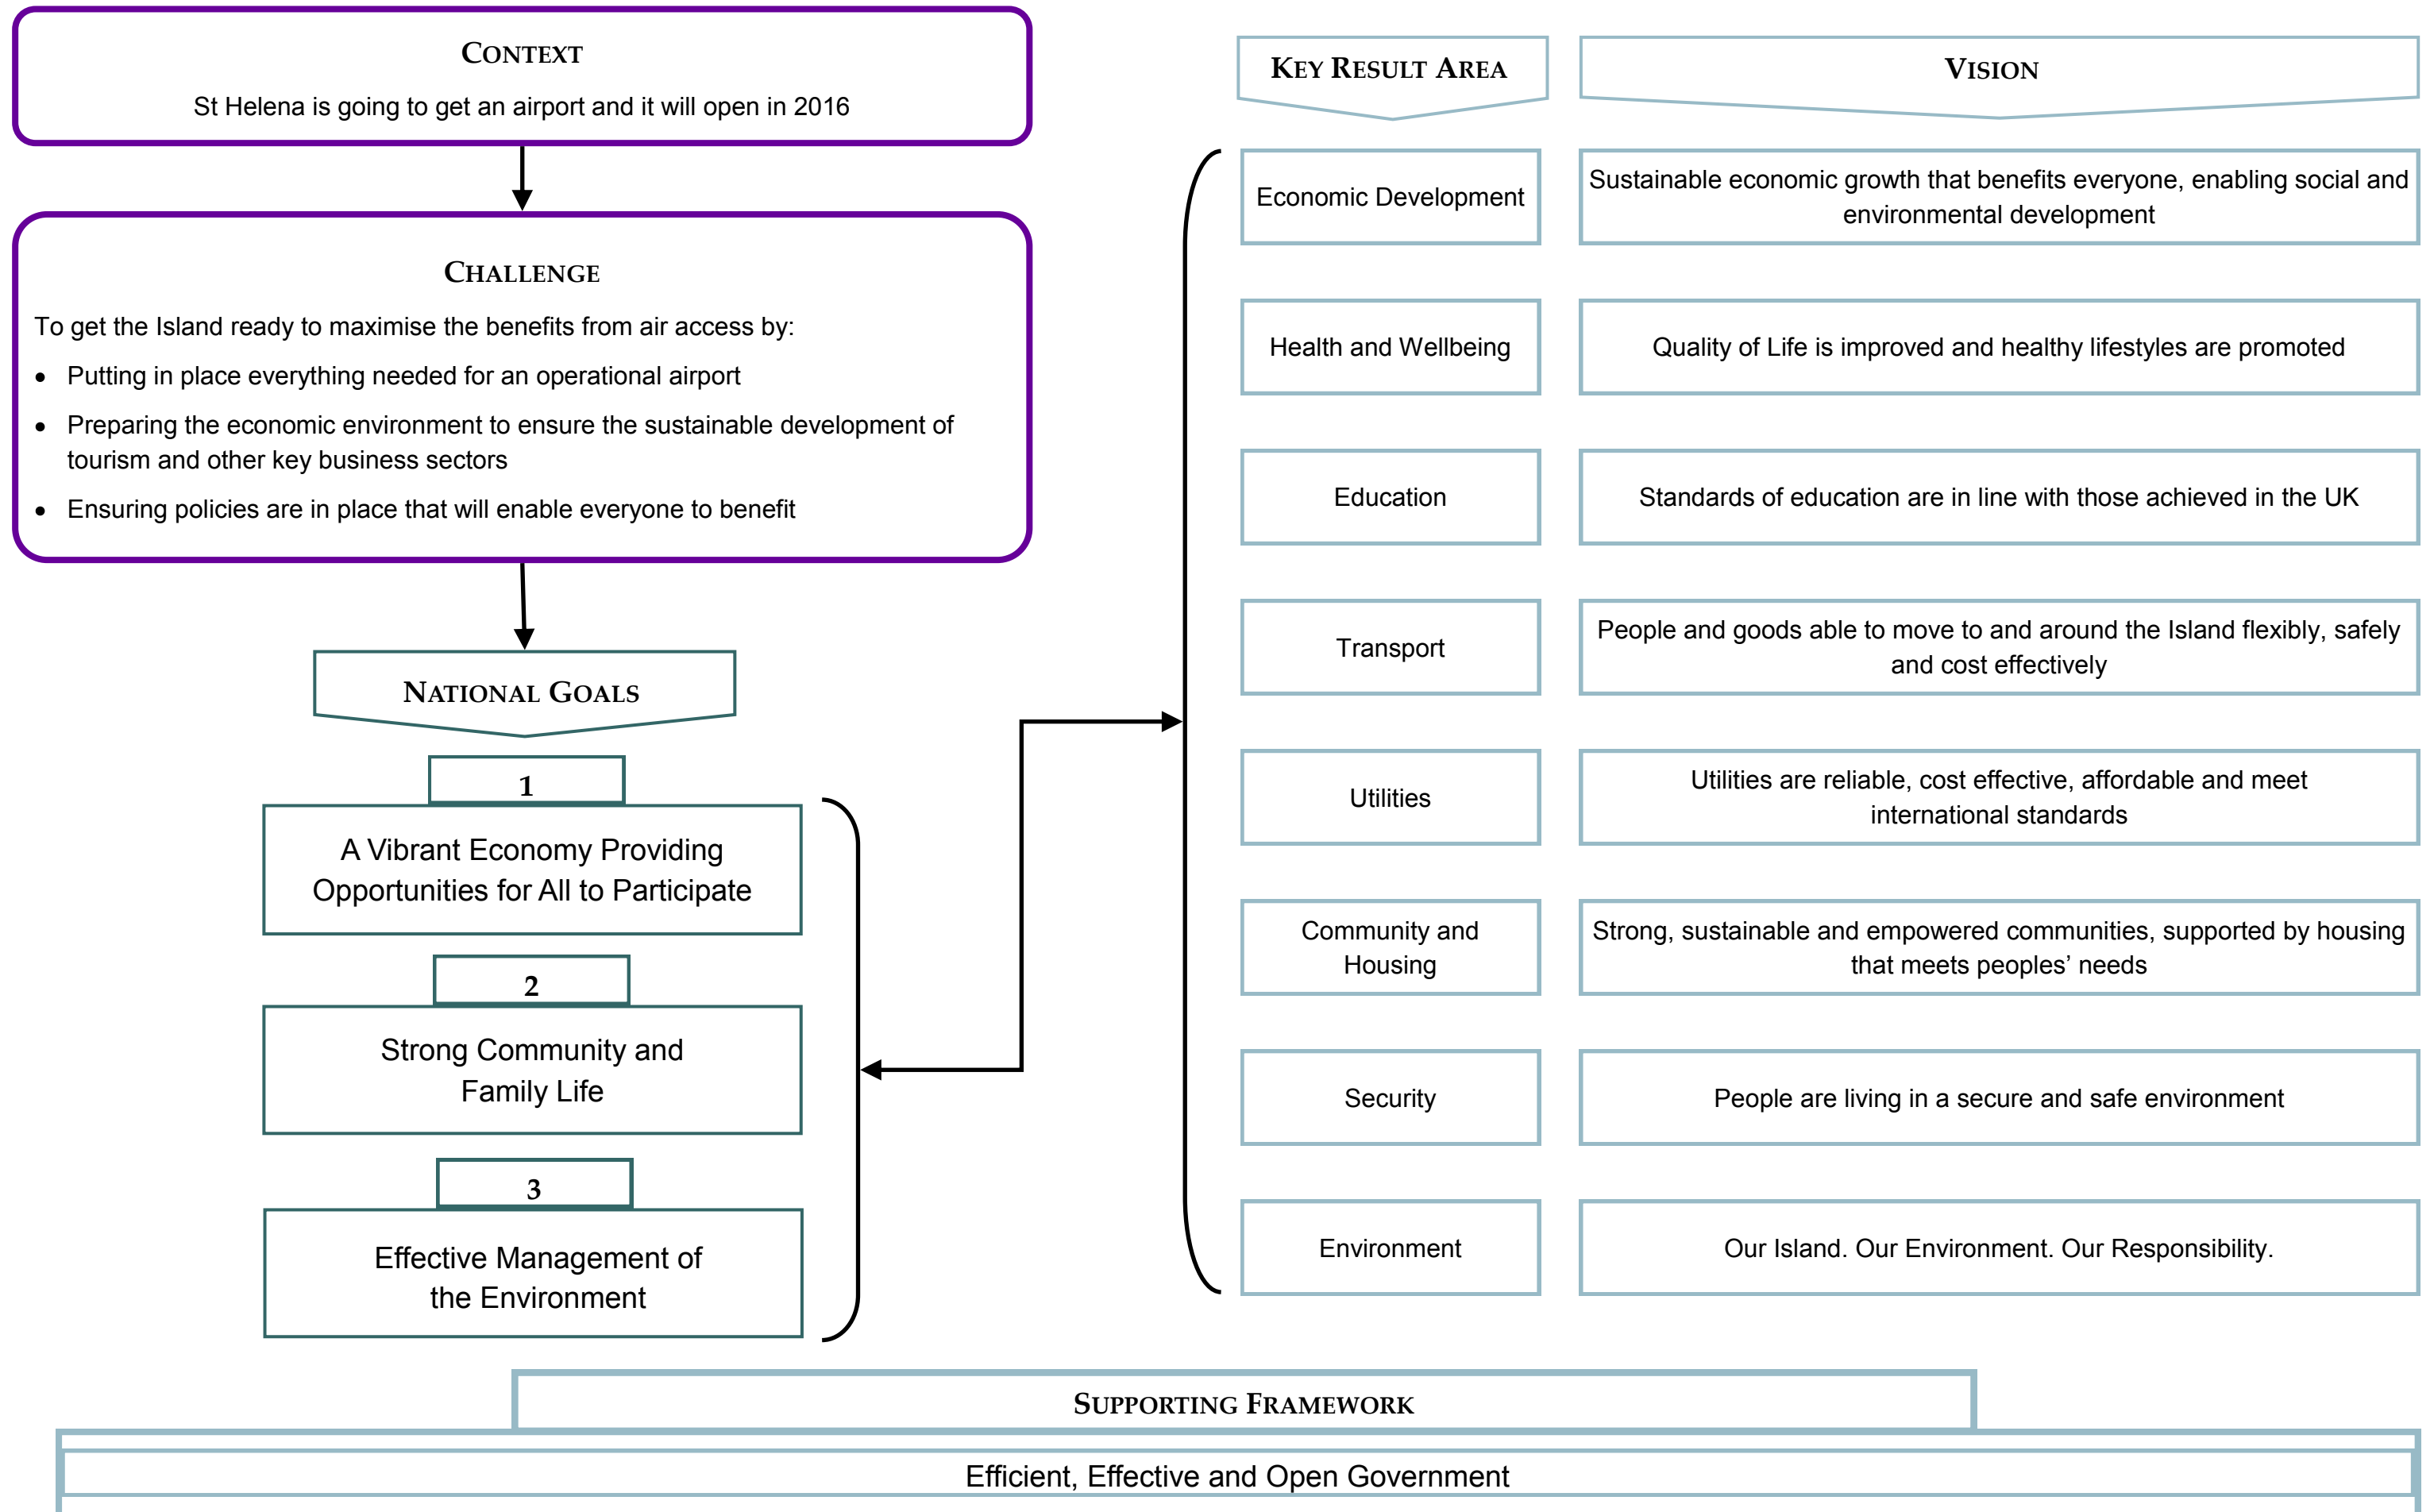 CONTEXT
St Helena is going to get an airport and it will open in 2016
CHALLENGE
To get the Island ready to maximise the benefits from air access by:
• Putting in place everything needed for an operational airport
• Preparing the economic environment to ensure the sustainable development of
tourism and other key business sectors
• Ensuring policies are in place that will enable everyone to benefit
NATIONAL GOALS
1
A Vibrant Economy Providing
Opportunities for All to Participate
2
Strong Community and
Family Life
3
Effective Management of
the Environment
KEY RESULT AREA
VISION
Economic Development
Sustainable economic growth that benefits everyone, enabling social and
environmental development
Health and Wellbeing
Quality of Life is improved and healthy lifestyles are promoted
Education
Standards of education are in line with those achieved in the UK
Transport
People and goods able to move to and around the Island flexibly, safely
and cost effectively
Utilities
Utilities are reliable, cost effective, affordable and meet
international standards
Community and
Housing
Strong, sustainable and empowered communities, supported by housing
that meets peoples’ needs
Security
People are living in a secure and safe environment
Environment
Our Island. Our Environment. Our Responsibility.
SUPPORTING FRAMEWORK
Efficient, Effective and Open Government